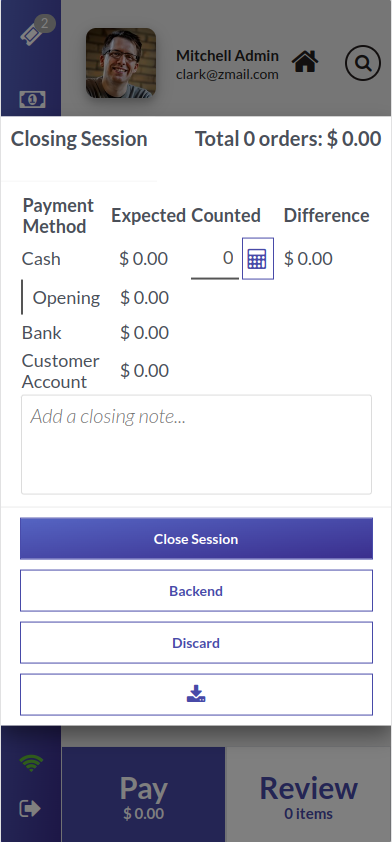 2
Mitchell Admin
clark@zmail.com
Closing Session Total 0 orders: $ 0.00
Payment Method Expected Counted Difference
Cash $ 0.00 0 $ 0.00
Opening $ 0.00
Bank $ 0.00
Customer Account $ 0.00
Add a closing note...
Close Session
Backend
Discard
Pay Review
$ 0.00 0 items